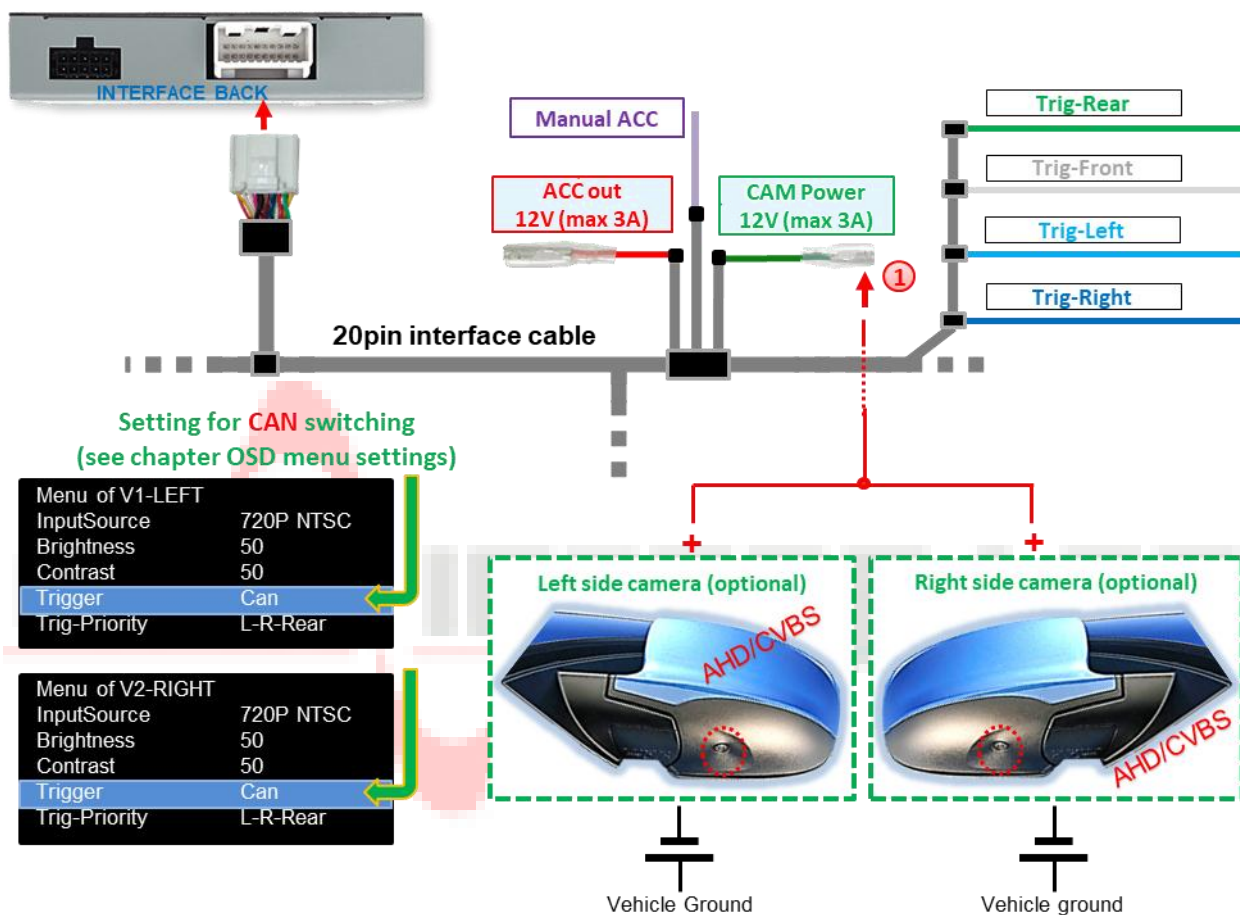 INTERFACE BACK
Manual ACC
ACC out
12V (max 3A)
CAM Power
12V (max 3A)
1
Trig-Rear
Trig-Front
Trig-Left
Trig-Right
20pin interface cable
Setting for CAN switching
(see chapter OSD menu settings)
Menu of V1-LEFT
InputSource 720P NTSC
Brightness 50
Contrast 50
Trigger Can
Trig-Priority L-R-Rear
Menu of V2-RIGHT
InputSource 720P NTSC
Brightness 50
Contrast 50
Trigger Can
Trig-Priority L-R-Rear
+
+
Left side camera (optional)
AHD/CVBS
Right side camera (optional)
AHD/CVBS
Vehicle Ground
Vehicle ground